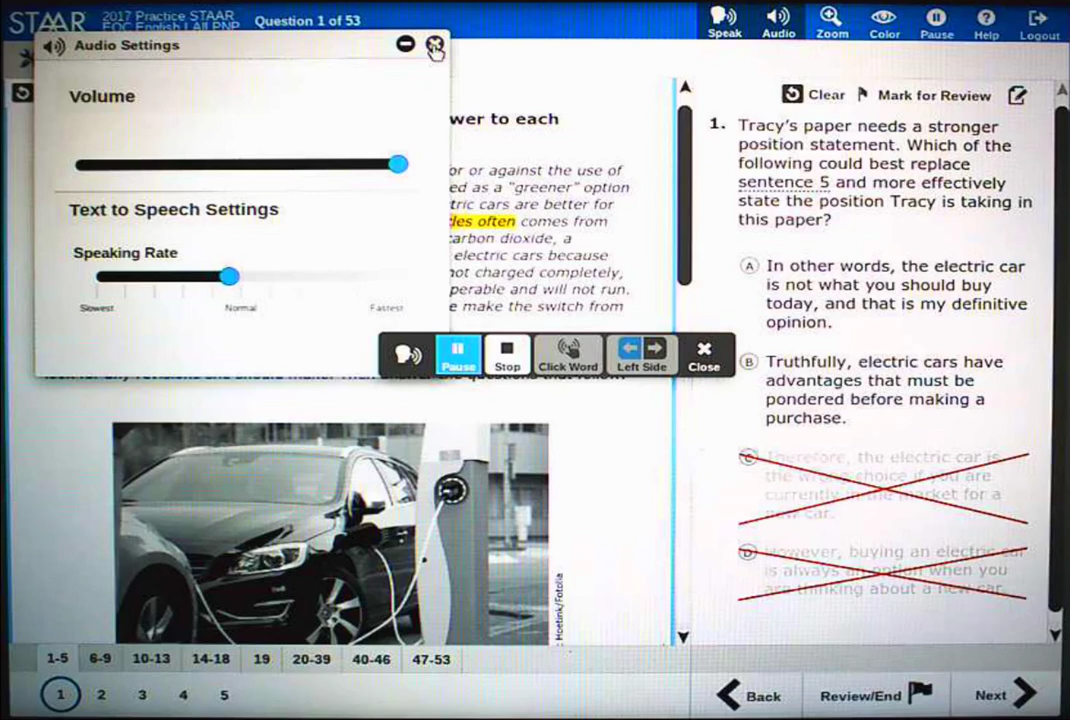 STAAR
2017 Practice STAAR
EOC English I All PNP
Question 1 of 53
Speak
Audio
Zoom
Color
Pause
Help
Logout
Audio Settings
Volume
Text to Speech Settings
Speaking Rate
Slowest
Normal
Fastest
wer to each
or or against the use of
ed as a "greener" option
tric cars are better for
les often comes from
carbon dioxide, a
electric cars because
not charged completely,
perable and will not run.
e make the switch from
Pause
Stop
Click Word
Left Side
Close
: Hoetink/Fotolia
Clear
Mark for Review
1. Tracy's paper needs a stronger
position statement. Which of the
following could best replace
sentence 5 and more effectively
state the position Tracy is taking in
this paper?
A In other words, the electric car
is not what you should buy
today, and that is my definitive
opinion.
B Truthfully, electric cars have
advantages that must be
pondered before making a
purchase.
C Therefore, the electric car is
the wrong choice if you are
currently in the market for a
new car.
D However, buying an electric car
is always an option when you
are thinking about a new car.
1-5 6-9 10-13 14-18 19 20-39 40-46 47-53
1 2 3 4 5
Back
Review/End
Next